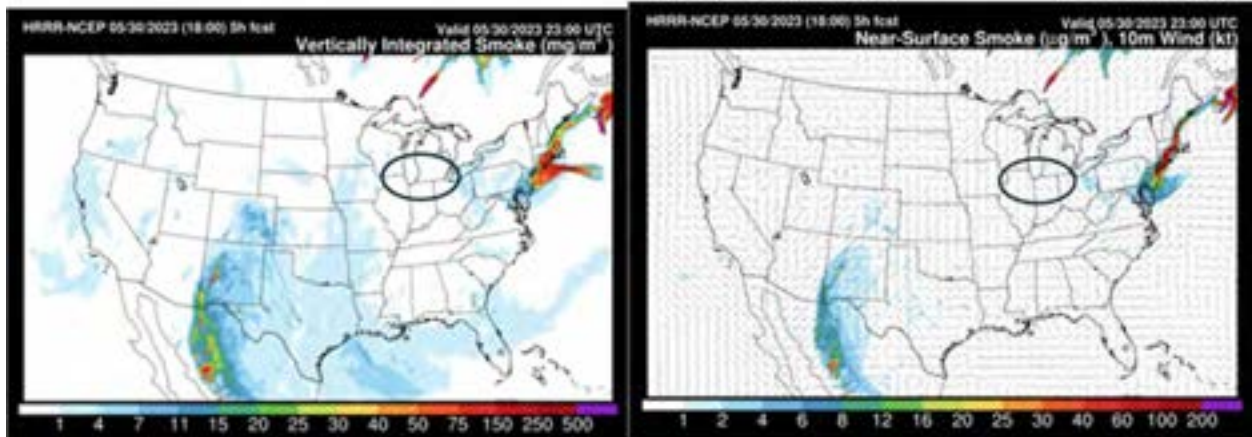 HRRR-NCEP 05/30/2023 (18:00) 5h fcst
Valid 05/30/2023 23:00 UTC
Vertically Integrated Smoke (mg/m²)
1 4 7 11 15 20 25 30 40 50 75 150 500
HRRR-NCEP 05/30/2023 (18:00) 5h fcst
Valid 05/30/2023 23:00 UTC
Near-Surface Smoke (μg/m³), 10m Wind (kt)
1 2 4 6 8 12 16 20 25 30 40 60 100 200